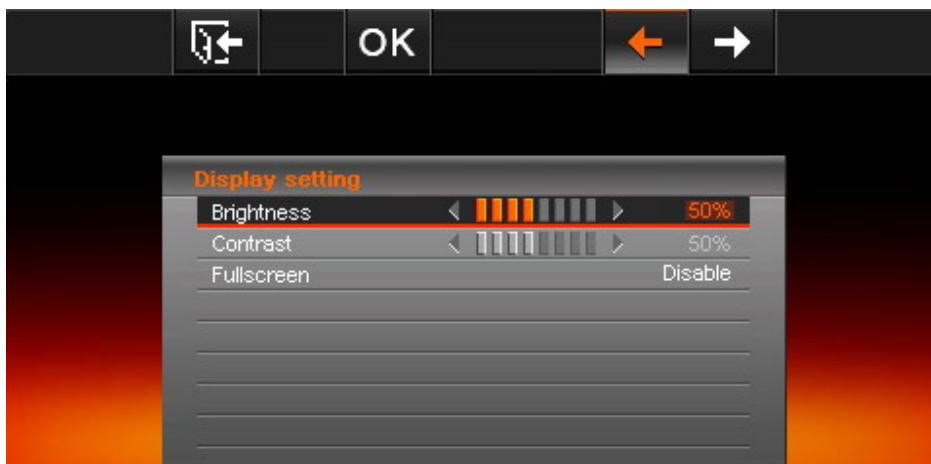 OK
Display setting
Brightness 50%
Contrast 50%
Fullscreen Disable